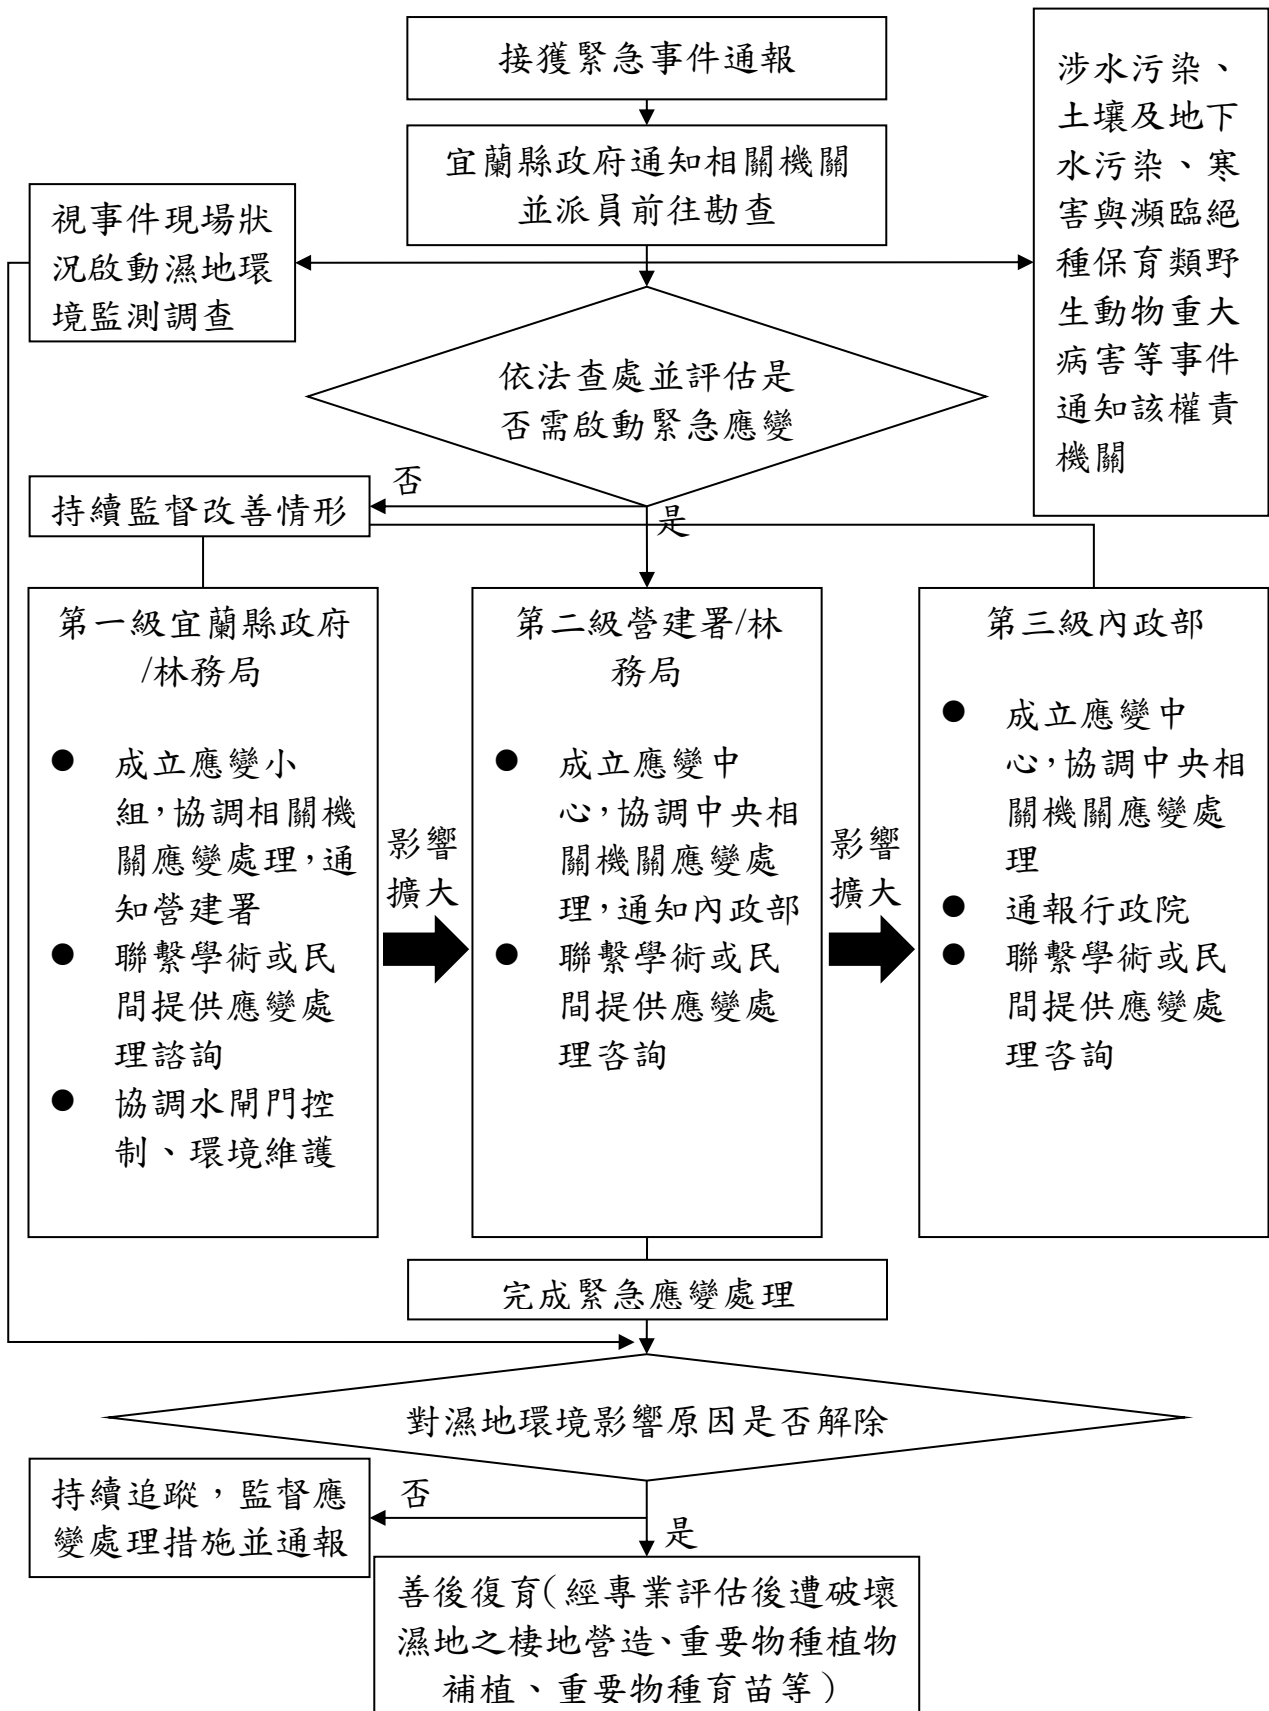 接獲緊急事件通報
宜蘭縣政府通知相關機關
並派員前往勘查
視事件現場狀
況啟動濕地環
境監測調查
涉水污染、
土壤及地下
水污染、寒
害與瀕臨絕
種保育類野
生動物重大
病害等事件
通知該權責
機關
依法查處並評估是
否需啟動緊急應變
否
持續監督改善情形
是
第一級宜蘭縣政府
/林務局
● 成立應變小
組，協調相關機
關應變處理，通
知營建署
● 聯繫學術或民
間提供應變處
理諮詢
● 協調水閘門控
制、環境維護
影響
擴大
第二級營建署/林
務局
● 成立應變中
心，協調中央相
關機關應變處
理，通知內政部
● 聯繫學術或民
間提供應變處
理咨詢
影響
擴大
第三級內政部
● 成立應變中
心，協調中央相
關機關應變處
理
● 通報行政院
● 聯繫學術或民
間提供應變處
理咨詢
完成緊急應變處理
對濕地環境影響原因是否解除
否
持續追蹤，監督應
變處理措施並通報
是
善後復育(經專業評估後遭破壞
濕地之棲地營造、重要物種植物
補植、重要物種育苗等)